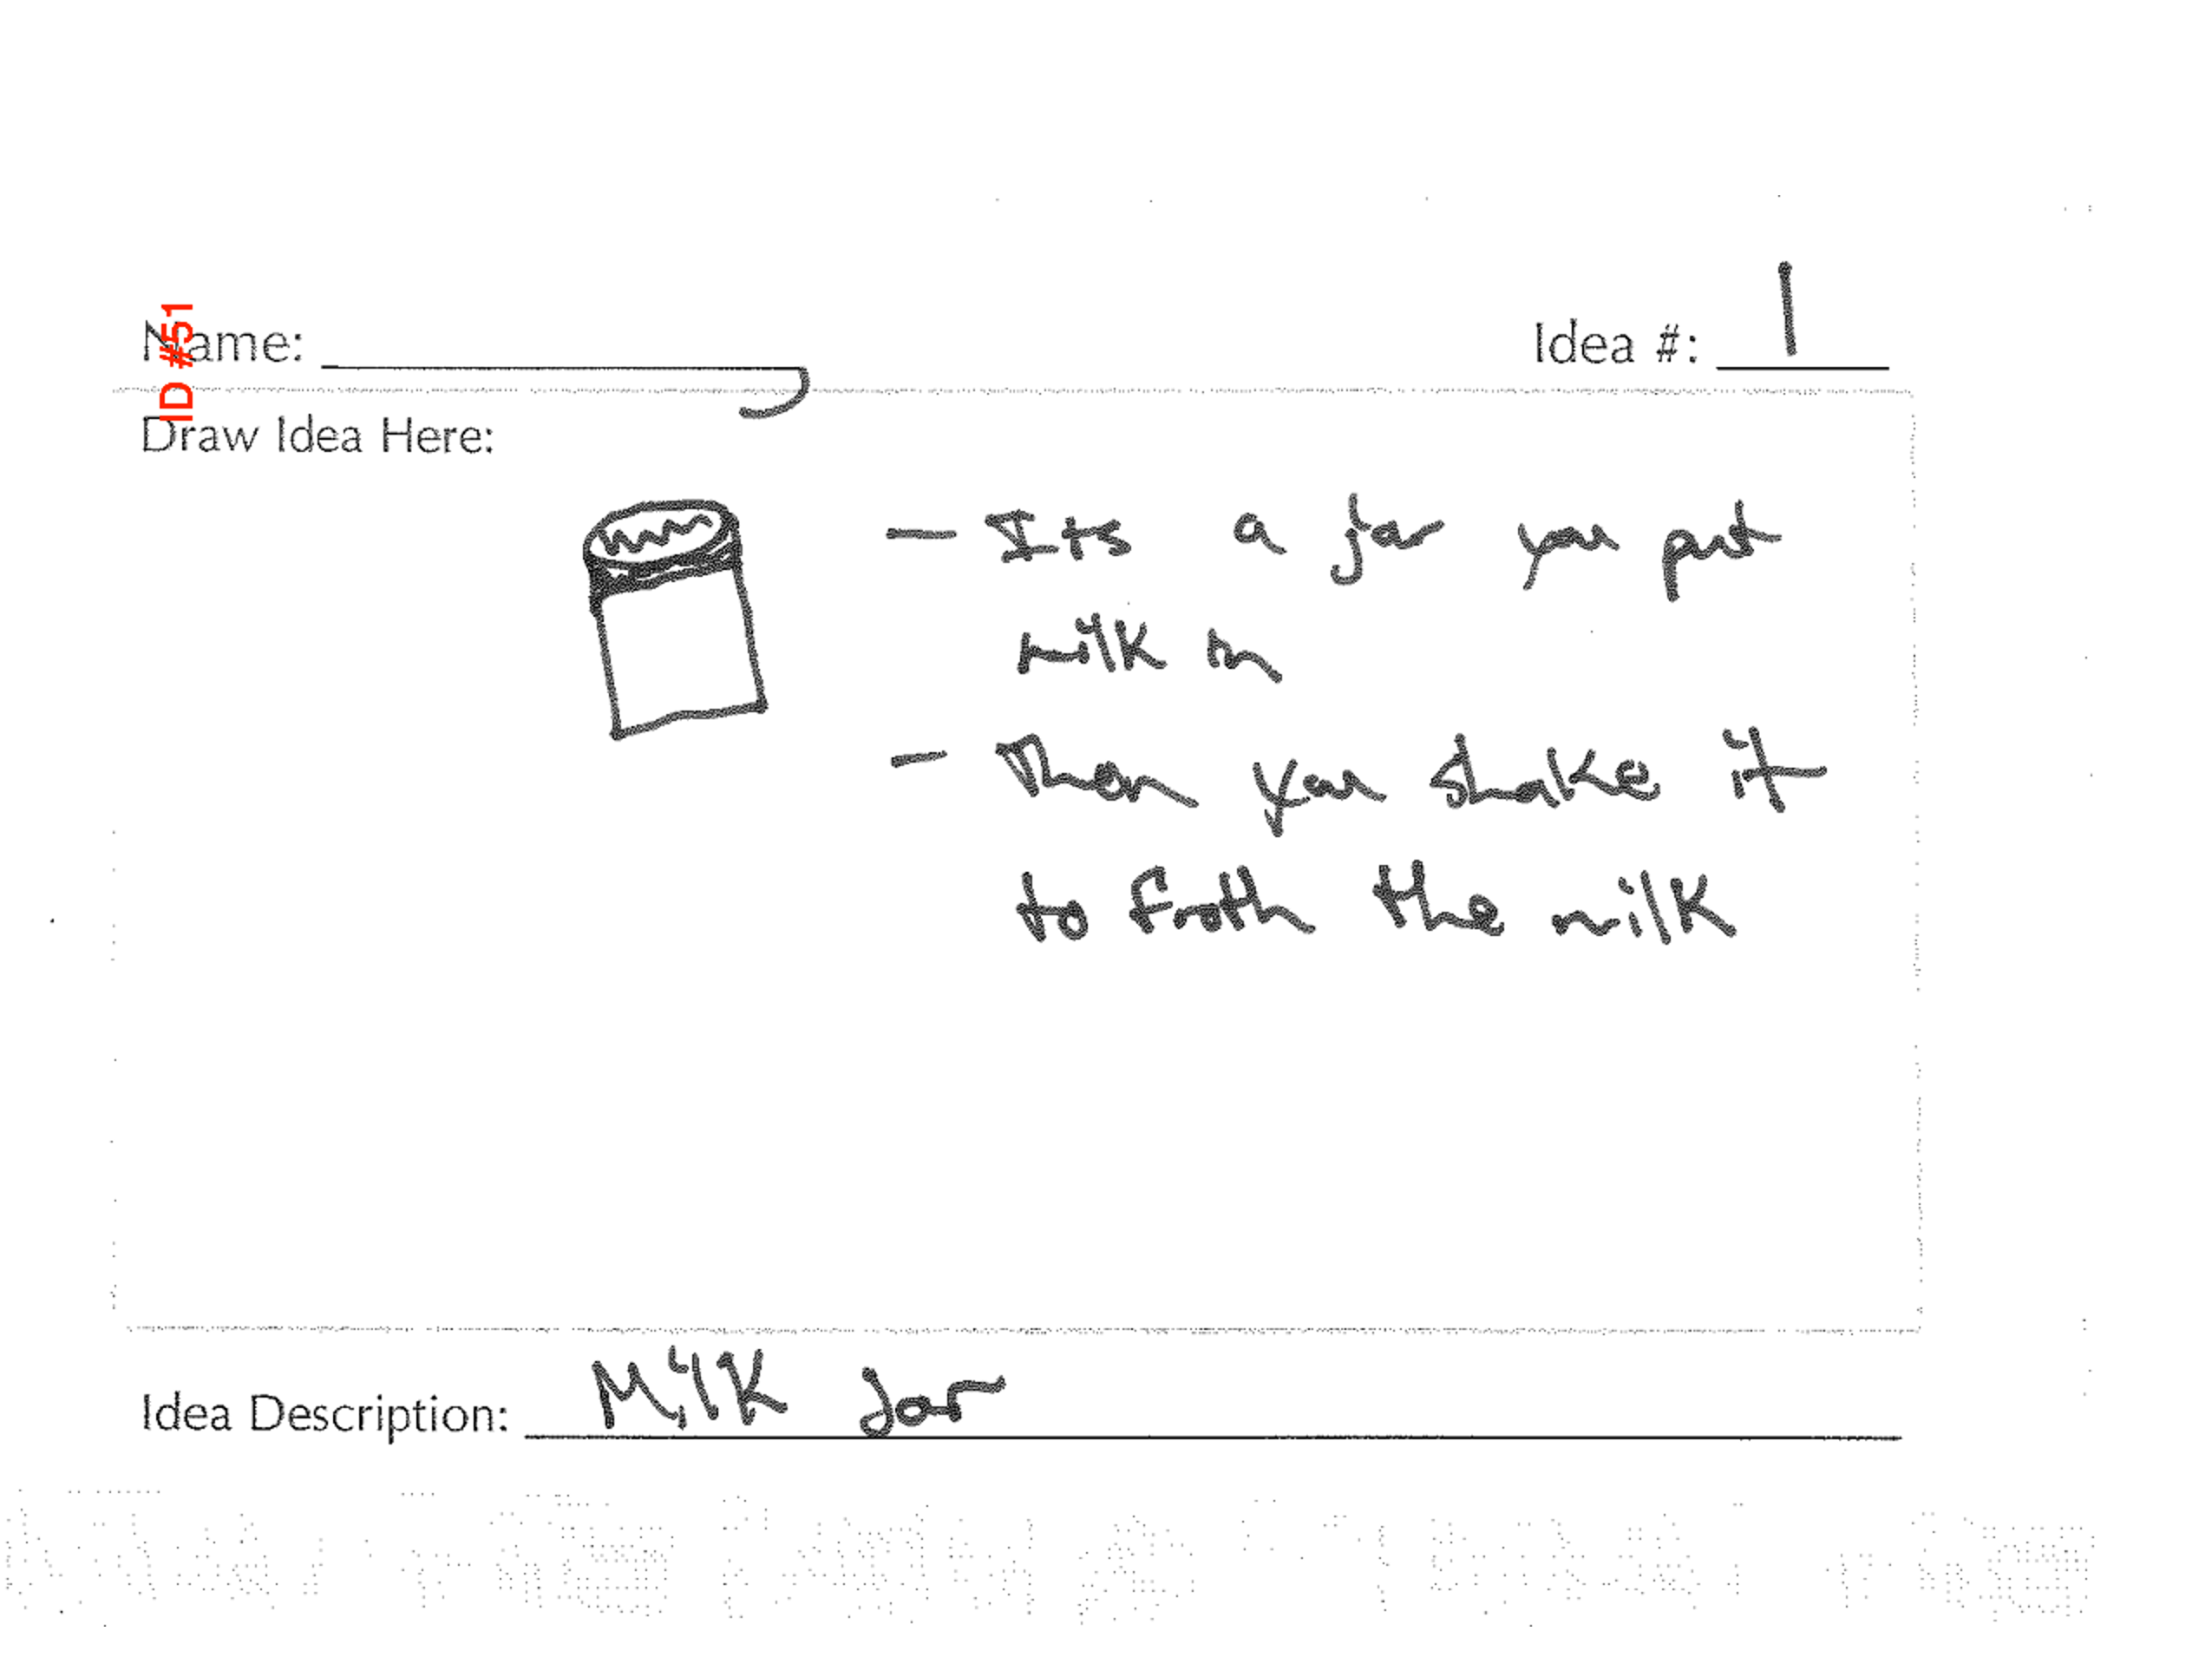 Name:
Idea #: 1
ID #51
Draw Idea Here:
- Its a jar you put
milk in
- Then you shake it
to froth the milk
Idea Description: Milk Jar